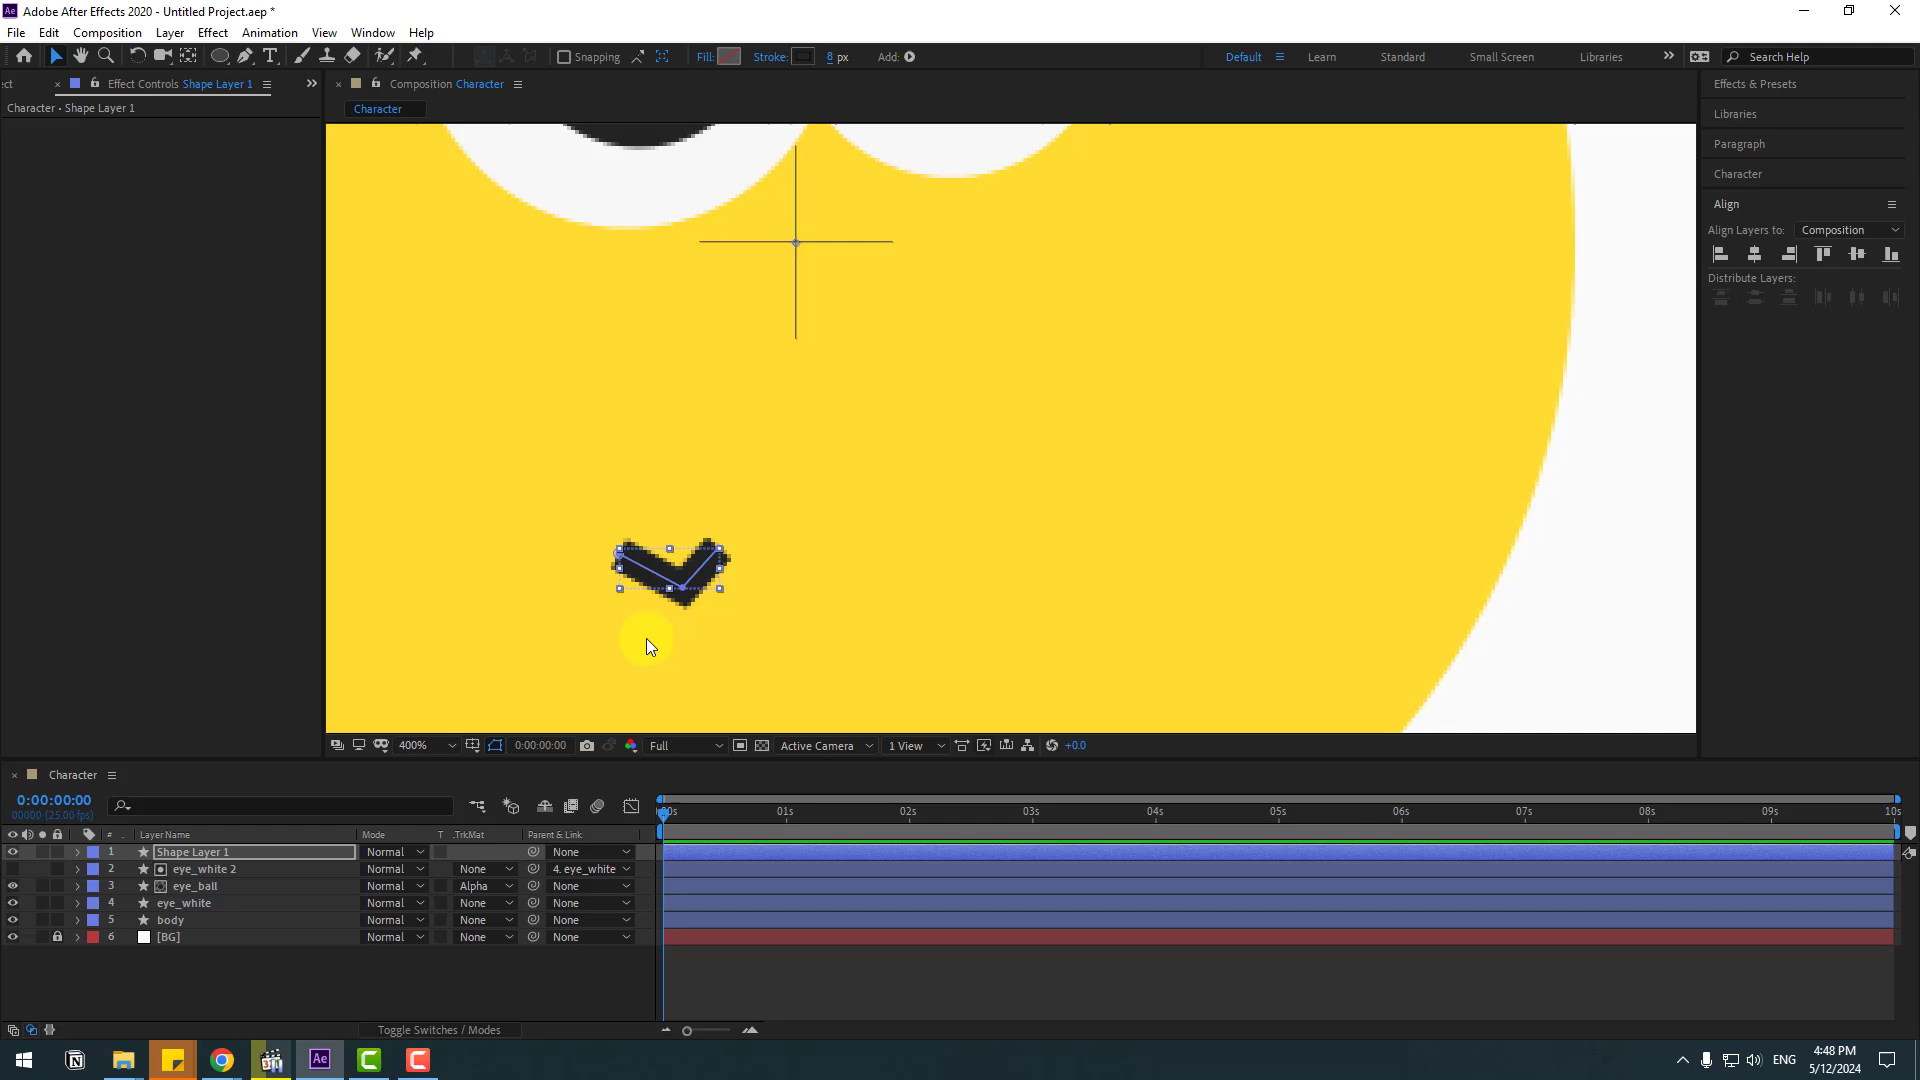 Adobe After Effects 2020 - Untitled Project.aep *
File Edit Composition Layer Effect Animation View Window Help
Snapping Fill: Stroke: 8 px Add: Default Learn Standard Small Screen Libraries Search Help
ect Effect Controls Shape Layer 1 Composition Character
Character • Shape Layer 1
Character
Effects & Presets
Libraries
Paragraph
Character
Align
Align Layers to: Composition
Distribute Layers:
400% 0:00:00:00 Full Active Camera 1 View +0.0
Character
0:00:00:00
00000 (25.00 fps)
00s 01s 02s 03s 04s 05s 06s 07s 08s 09s 10s
# Layer Name Mode T .TrkMat Parent & Link
1 Shape Layer 1 Normal None
2 eye_white 2 Normal None 4. eye_white
3 eye_ball Normal Alpha None
4 eye_white Normal None None
5 body Normal None None
6 [BG] Normal None None
Toggle Switches / Modes
Ae ENG 4:48 PM
5/12/2024